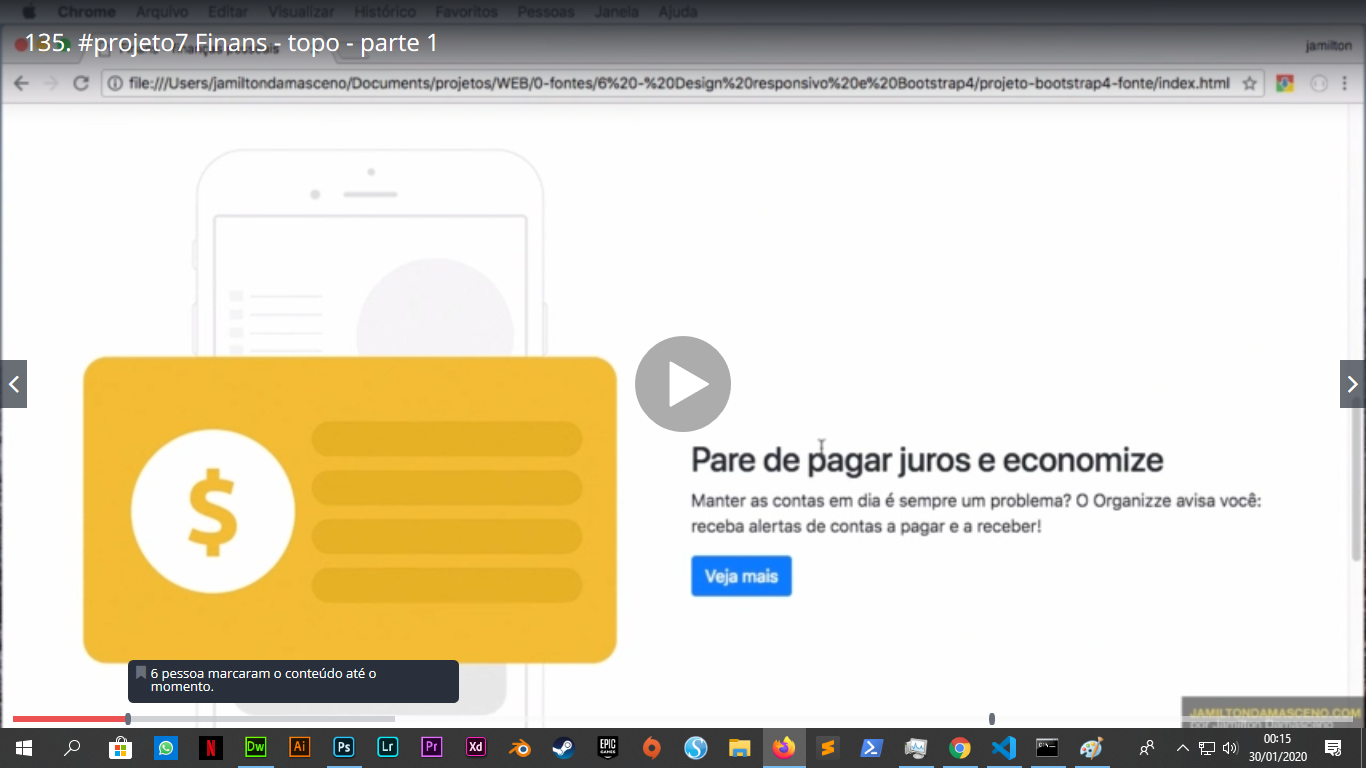 Chrome Arquivo Editar Visualizar Histórico Favoritos Pessoas Janela Ajuda
135. #projeto7 Finans - topo - parte 1
jamilton
file:///Users/jamiltondamasceno/Documents/projetos/WEB/0-fontes/6%20-%20Design%20responsivo%20e%20Bootstrap4/projeto-bootstrap4-fonte/index.html
$
Pare de pagar juros e economize
Manter as contas em dia é sempre um problema? O Organizze avisa você:
receba alertas de contas a pagar e a receber!
Veja mais
6 pessoa marcaram o conteúdo até o
momento.
JAMILTONDAMASCENO.COM
por Jamilton Damasceno
N Dw Ai Ps Lr Pr Xd EPIC GAMES S
00:15
30/01/2020